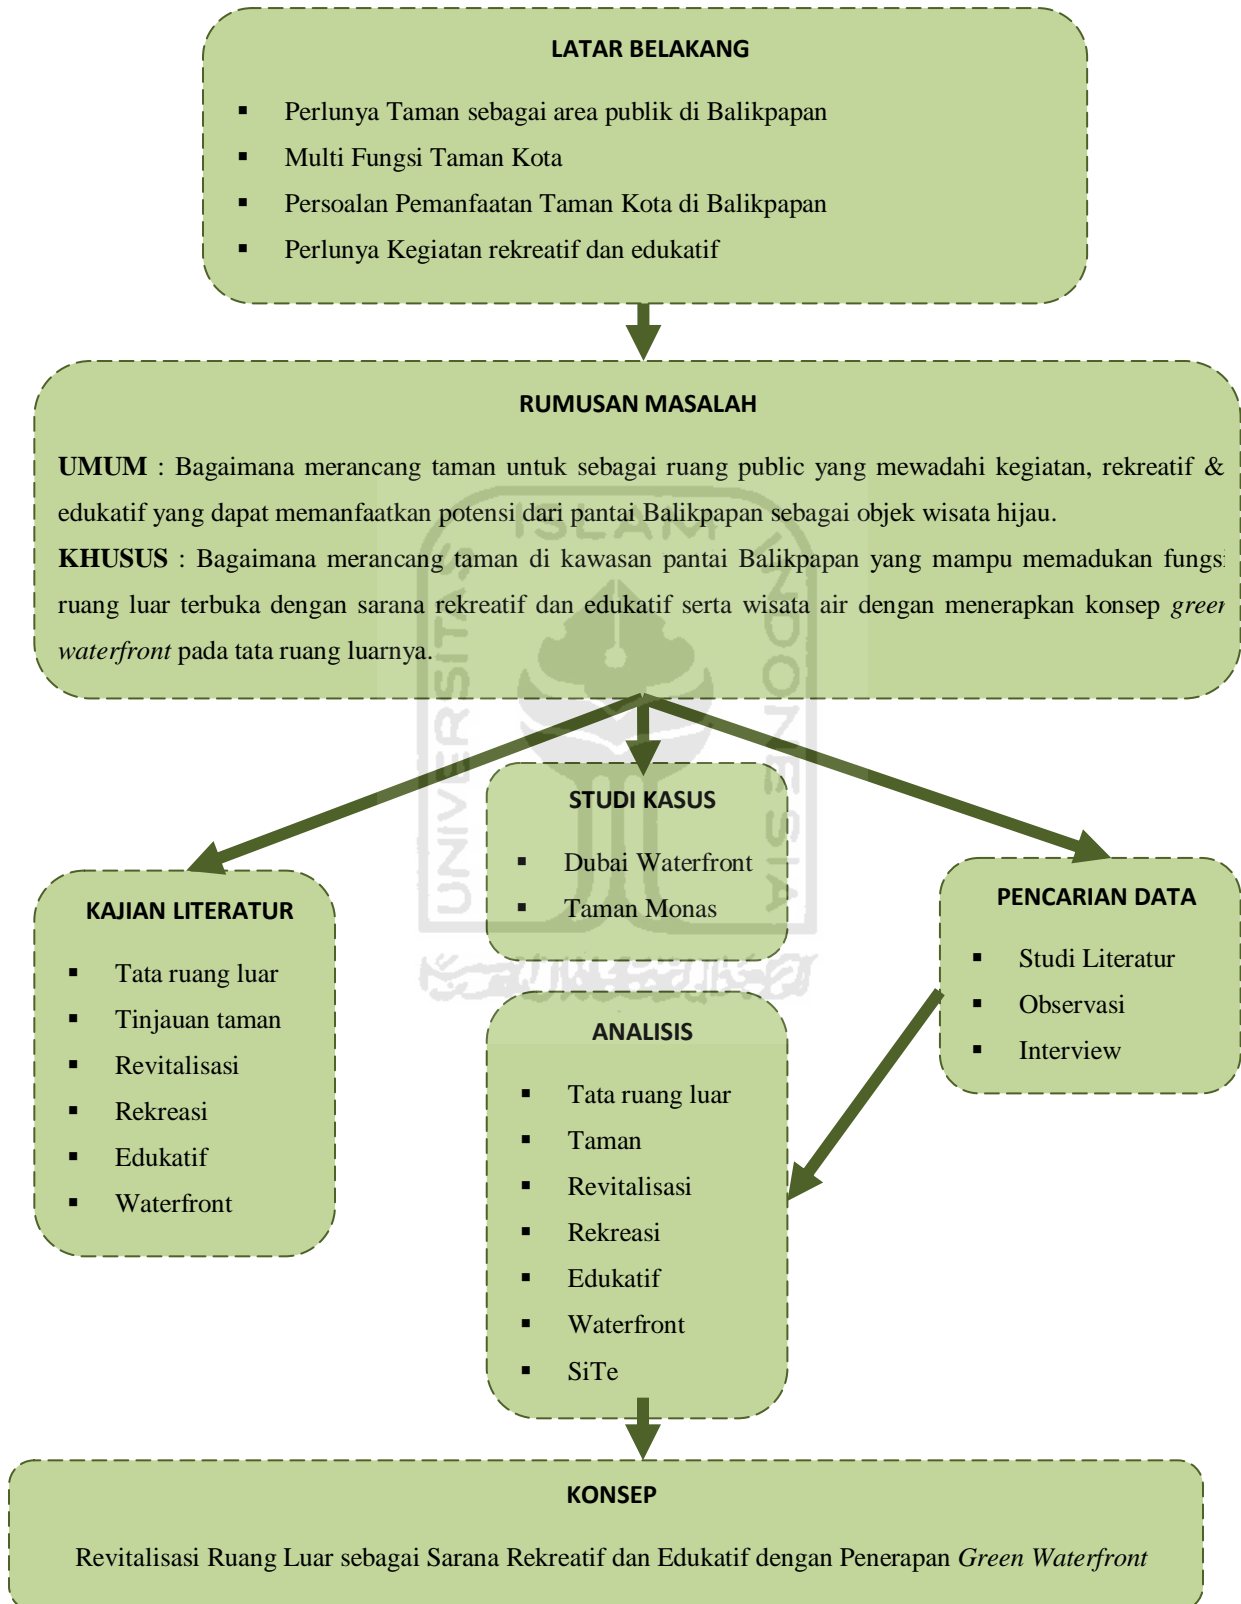 LATAR BELAKANG
▪ Perlunya Taman sebagai area publik di Balikpapan
▪ Multi Fungsi Taman Kota
▪ Persoalan Pemanfaatan Taman Kota di Balikpapan
▪ Perlunya Kegiatan rekreatif dan edukatif
RUMUSAN MASALAH
UMUM : Bagaimana merancang taman untuk sebagai ruang public yang mewadahi kegiatan, rekreatif &
edukatif yang dapat memanfaatkan potensi dari pantai Balikpapan sebagai objek wisata hijau.
KHUSUS : Bagaimana merancang taman di kawasan pantai Balikpapan yang mampu memadukan fungsi
ruang luar terbuka dengan sarana rekreatif dan edukatif serta wisata air dengan menerapkan konsep green
waterfront pada tata ruang luarnya.
UNIVERSITAS
ISLAM
INDONESIA
STUDI KASUS
▪ Dubai Waterfront
▪ Taman Monas
KAJIAN LITERATUR
▪ Tata ruang luar
▪ Tinjauan taman
▪ Revitalisasi
▪ Rekreasi
▪ Edukatif
▪ Waterfront
PENCARIAN DATA
▪ Studi Literatur
▪ Observasi
▪ Interview
ANALISIS
▪ Tata ruang luar
▪ Taman
▪ Revitalisasi
▪ Rekreasi
▪ Edukatif
▪ Waterfront
▪ SiTe
KONSEP
Revitalisasi Ruang Luar sebagai Sarana Rekreatif dan Edukatif dengan Penerapan Green Waterfront